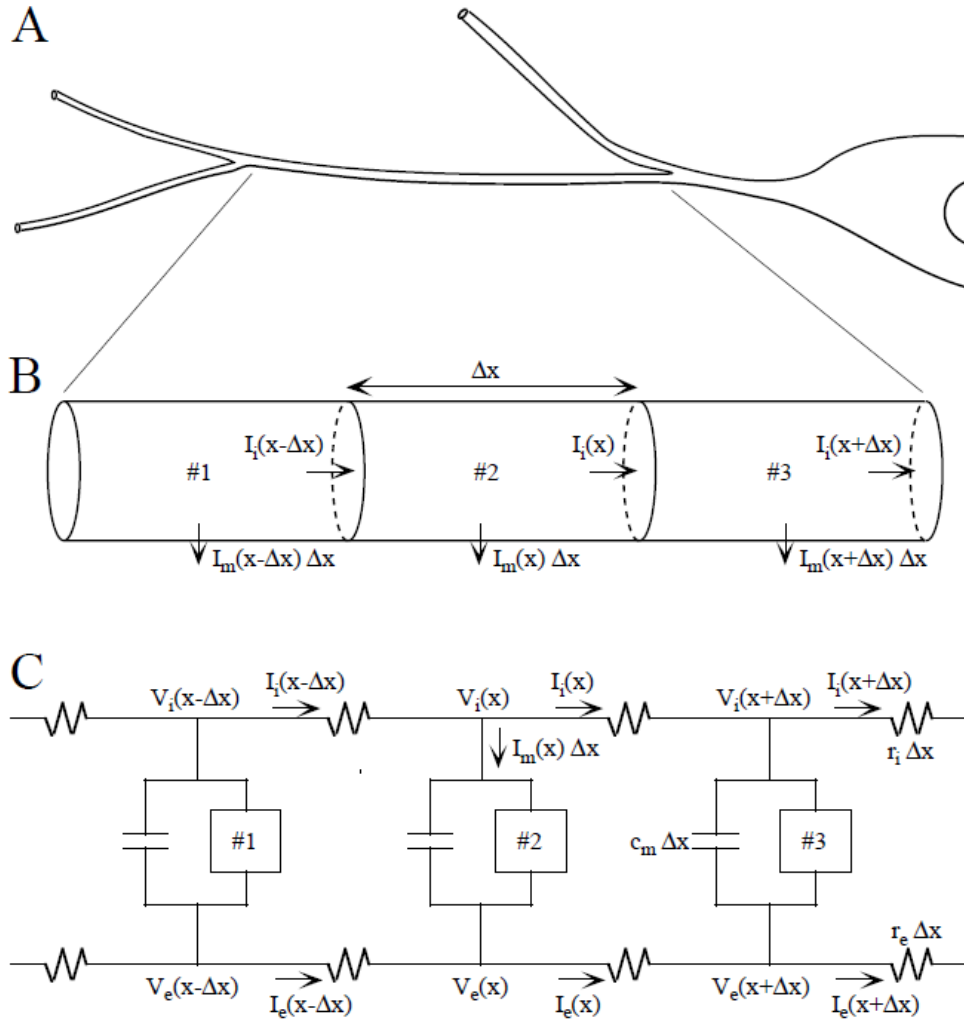 A
B
Δx
I_i(x-Δx)
I_i(x)
I_i(x+Δx)
#1
#2
#3
I_m(x-Δx) Δx
I_m(x) Δx
I_m(x+Δx) Δx
C
V_i(x-Δx)
I_i(x-Δx)
V_i(x)
I_i(x)
V_i(x+Δx)
I_i(x+Δx)
I_m(x) Δx
r_i Δx
#1
#2
c_m Δx
#3
r_e Δx
V_e(x-Δx)
I_e(x-Δx)
V_e(x)
I_e(x)
V_e(x+Δx)
I_e(x+Δx)